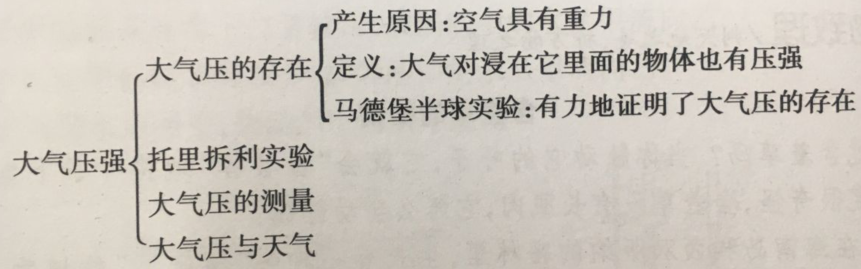 产生原因:空气具有重力
大气压的存在
定义:大气对浸在它里面的物体也有压强
马德堡半球实验:有力地证明了大气压的存在
大气压强
托里拆利实验
大气压的测量
大气压与天气